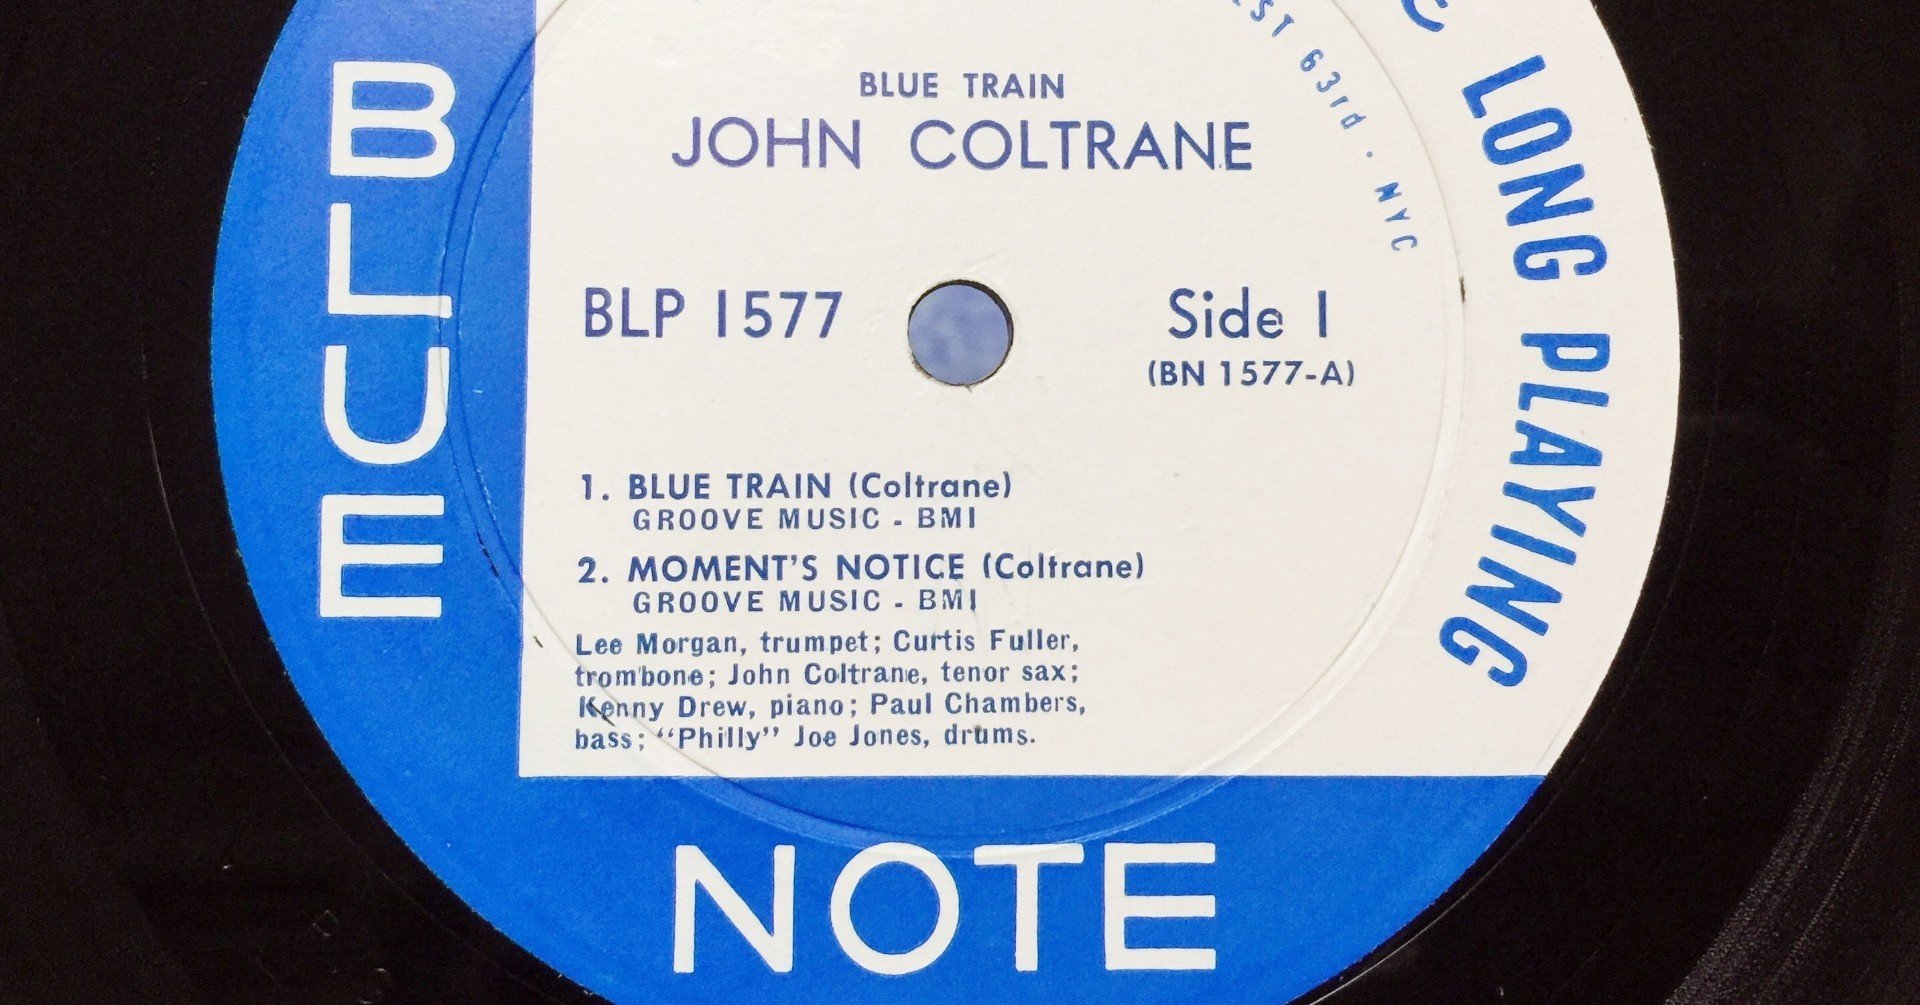 BLUE
NOTE
LONG PLAYING
63rd · NYC
BLUE TRAIN
JOHN COLTRANE
BLP 1577
Side 1
(BN 1577-A)
1. BLUE TRAIN (Coltrane)
GROOVE MUSIC - BMI
2. MOMENT'S NOTICE (Coltrane)
GROOVE MUSIC - BMI
Lee Morgan, trumpet; Curtis Fuller,
trombone; John Coltrane, tenor sax;
Kenny Drew, piano; Paul Chambers,
bass; "Philly" Joe Jones, drums.